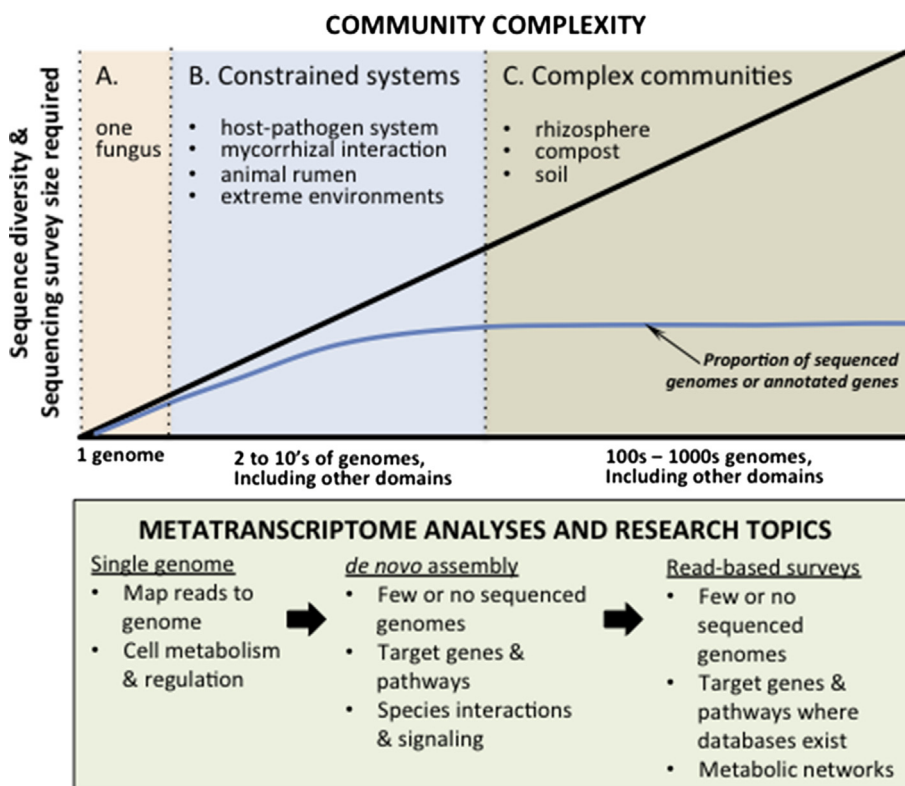 COMMUNITY COMPLEXITY
Sequence diversity &
Sequencing survey size required
A.
one
fungus
B. Constrained systems
• host-pathogen system
• mycorrhizal interaction
• animal rumen
• extreme environments
C. Complex communities
• rhizosphere
• compost
• soil
Proportion of sequenced
genomes or annotated genes
1 genome
2 to 10's of genomes,
Including other domains
100s – 1000s genomes,
Including other domains
METATRANSCRIPTOME ANALYSES AND RESEARCH TOPICS
Single genome
• Map reads to
genome
• Cell metabolism
& regulation
de novo assembly
• Few or no sequenced
genomes
• Target genes &
pathways
• Species interactions
& signaling
Read-based surveys
• Few or no
sequenced
genomes
• Target genes &
pathways where
databases exist
• Metabolic networks